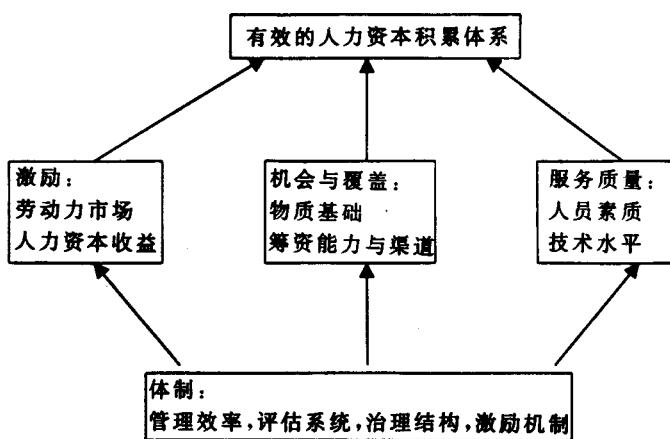 有效的人力资本积累体系
激励：
劳动力市场
人力资本收益
机会与覆盖：
物质基础
筹资能力与渠道
服务质量：
人员素质
技术水平
体制：
管理效率，评估系统，治理结构，激励机制